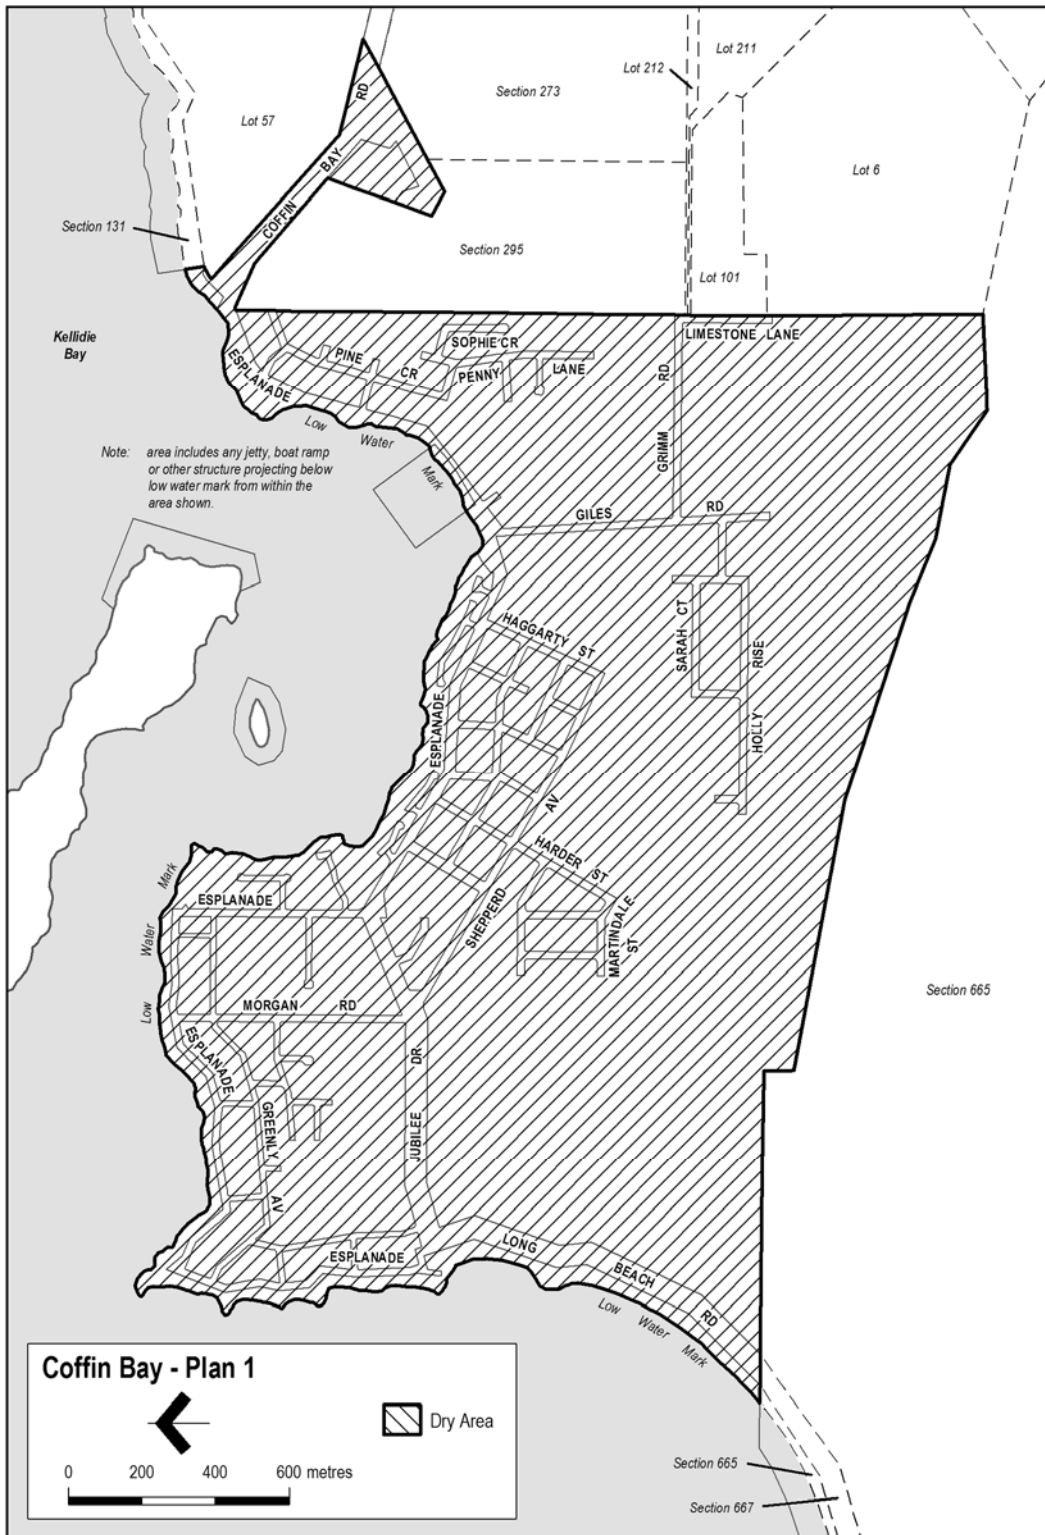 Lot 211
Lot 212
Section 273
Lot 57
RD
BAY
COFFIN
Lot 6
Section 131
Section 295
Lot 101
Kellidie
Bay
SOPHIE CR
LIMESTONE LANE
PINE
CR
PENNY
LANE
ESPLANADE
RD
GRIMM
Low
Water
Mark
Note: area includes any jetty, boat ramp
or other structure projecting below
low water mark from within the
area shown.
GILES
RD
HAGGARTY
ST
SARAH CT
HOLLY
RISE
ESPLANADE
AV
SHEPPERD
HARDER
ST
MARTINDALE
ST
Mark
Water
Low
ESPLANADE
MORGAN
RD
Section 665
ESPLANADE
GREENLY
AV
DR
JUBILEE
ESPLANADE
LONG
BEACH
RD
Low
Water
Mark
Coffin Bay - Plan 1
Dry Area
0 200 400 600 metres
Section 665
Section 667